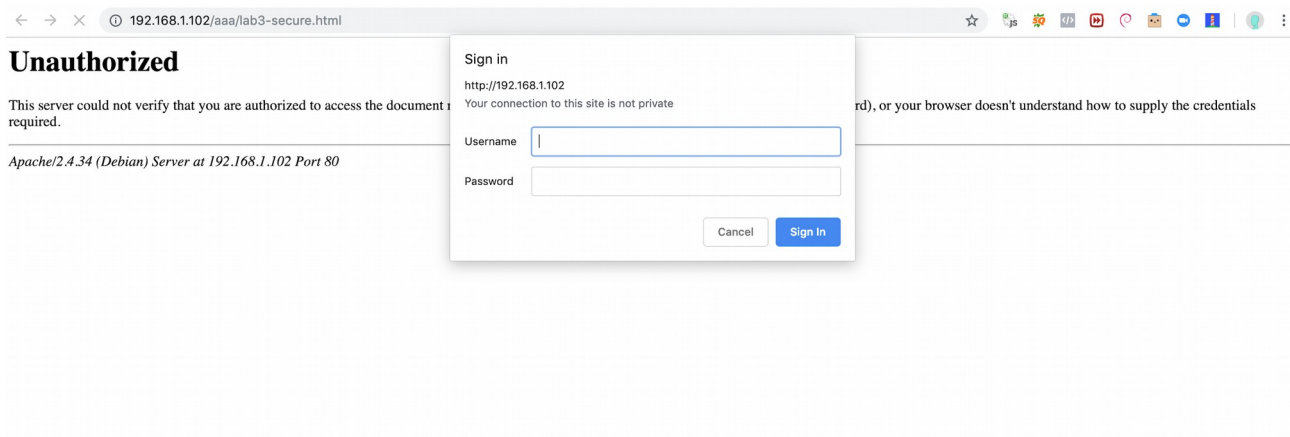 192.168.1.102/aaa/lab3-secure.html
JS
Unauthorized
This server could not verify that you are authorized to access the document r
rd), or your browser doesn't understand how to supply the credentials
required.
Apache/2.4.34 (Debian) Server at 192.168.1.102 Port 80
Sign in
http://192.168.1.102
Your connection to this site is not private
Username
Password
Cancel
Sign In